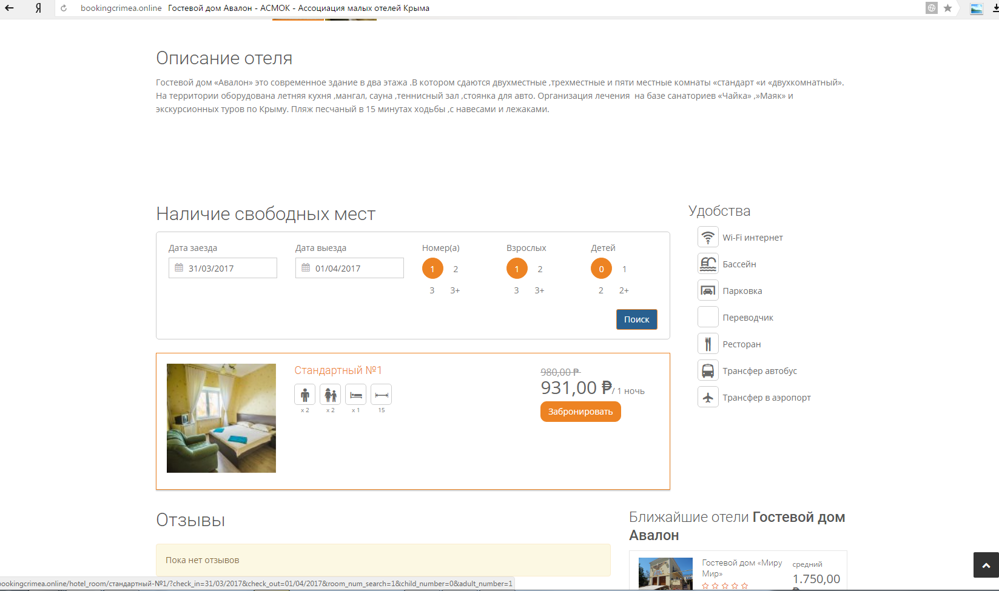 Я
bookingcrimea.online Гостевой дом Авалон - АСМОК - Ассоциация малых отелей Крыма
Описание отеля
Гостевой дом «Авалон» это современное здание в два этажа .В котором сдаются двухместные ,трехместные и пяти местные комнаты «стандарт «и «двухкомнатный».
На территории оборудована летняя кухня ,мангал, сауна ,теннисный зал ,стоянка для авто. Организация лечения  на базе санаториев «Чайка» ,»Маяк» и
экскурсионных туров по Крыму. Пляж песчаный в 15 минутах ходьбы ,с навесами и лежаками.
Наличие свободных мест
Дата заезда Дата выезда Номер(а) Взрослых Детей
31/03/2017 01/04/2017 1 2 1 2 0 1
3 3+ 3 3+ 2 2+
Поиск
Удобства
Wi-Fi интернет
Бассейн
Парковка
Переводчик
Ресторан
Трансфер автобус
Трансфер в аэропорт
Стандартный №1
x 2 x 2 x 1 15
980,00 ₽
931,00 ₽/ 1 ночь
Забронировать
Отзывы
Пока нет отзывов
Ближайшие отели Гостевой дом
Авалон
Гостевой дом «Миру
Мир»
средний
1.750,00
bookingcrimea.online/hotel_room/стандартный-№1/?check_in=31/03/2017&check_out=01/04/2017&room_num_search=1&child_number=0&adult_number=1